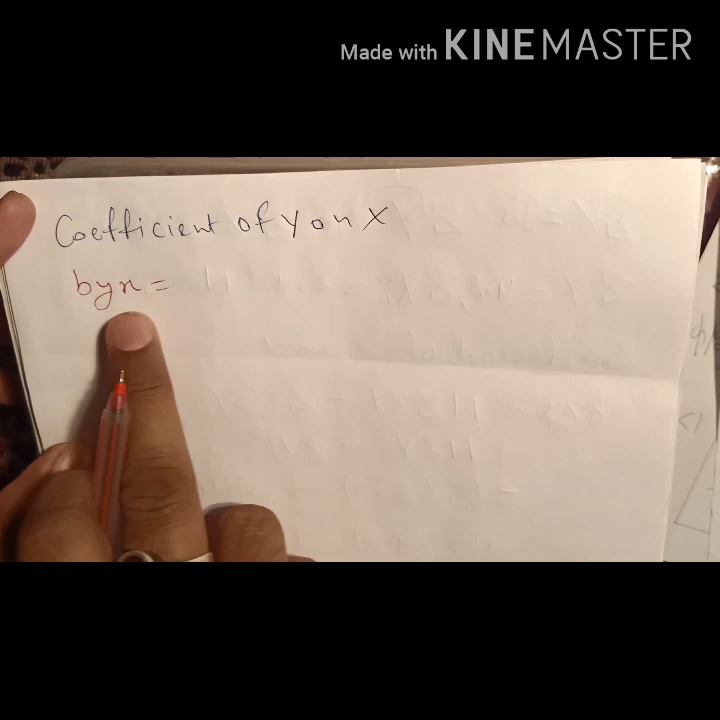 Made with KINEMASTER
Coefficient of y on x
byx =